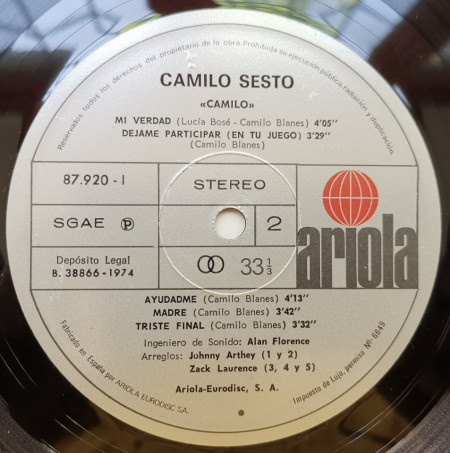 Reservados todos los derechos del propietario de la obra. Prohibida su ejecución pública, radiación y duplicación.
CAMILO SESTO
«CAMILO»
MI VERDAD (Lucía Bosé - Camilo Blanes) 4'05"
DEJAME PARTICIPAR (EN TU JUEGO) 3'29"
(Camilo Blanes)
87.920 - I
STEREO
SGAE Ⓟ
2
ariola
Depósito Legal
B. 38866 - 1974
33 1/3
AYUDADME (Camilo Blanes) 4'13"
MADRE (Camilo Blanes) 3'42"
TRISTE FINAL (Camilo Blanes) 3'32"
Ingeniero de Sonido: Alan Florence
Arreglos: Johnny Arthey (1 y 2)
Zack Laurence (3, 4 y 5)
Ariola-Eurodisc, S. A.
Fabricado en España por ARIOLA EURODISC SA.
Impuesto de Lujo, permiso Nº 6649